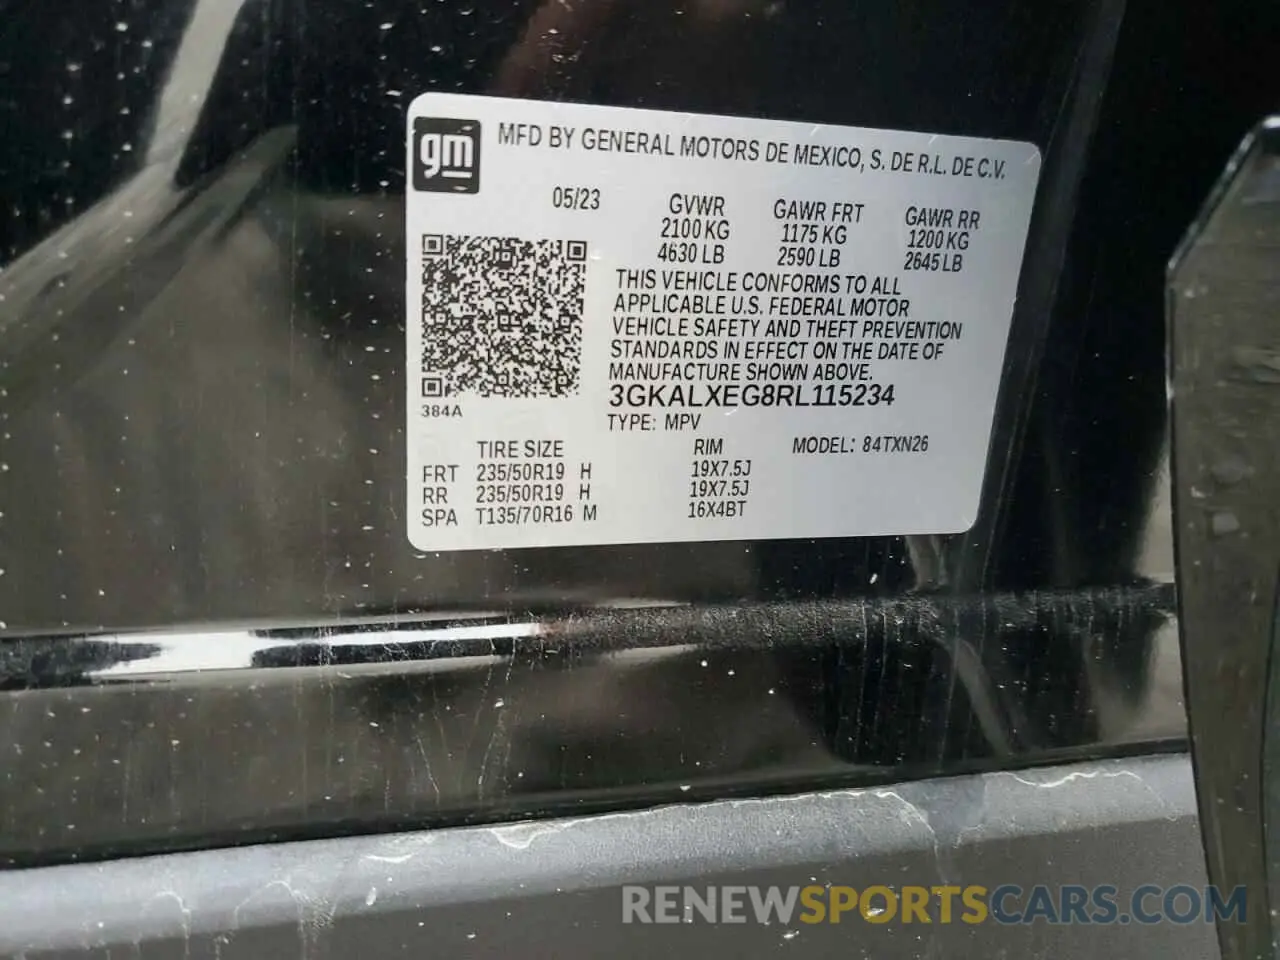 gm
MFD BY GENERAL MOTORS DE MEXICO, S. DE R.L. DE C.V.
05/23 GVWR GAWR FRT GAWR RR
2100 KG 1175 KG 1200 KG
4630 LB 2590 LB 2645 LB
THIS VEHICLE CONFORMS TO ALL
APPLICABLE U.S. FEDERAL MOTOR
VEHICLE SAFETY AND THEFT PREVENTION
STANDARDS IN EFFECT ON THE DATE OF
MANUFACTURE SHOWN ABOVE.
3GKALXEG8RL115234
384A
TYPE: MPV
TIRE SIZE RIM MODEL: 84TXN26
FRT 235/50R19 H 19X7.5J
RR 235/50R19 H 19X7.5J
SPA T135/70R16 M 16X4BT
RENEWSPORTSCARS.COM